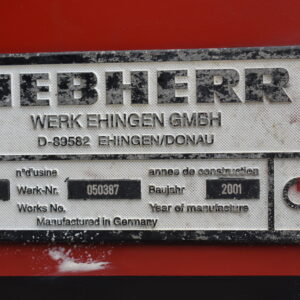 IEBHERR
WERK EHINGEN GMBH
D-89582 EHINGEN/DONAU
n°d'usine annes de construction
Werk-Nr. 050387 Baujahr 2001
Works No. Year of manufacture
Manufactured in Germany